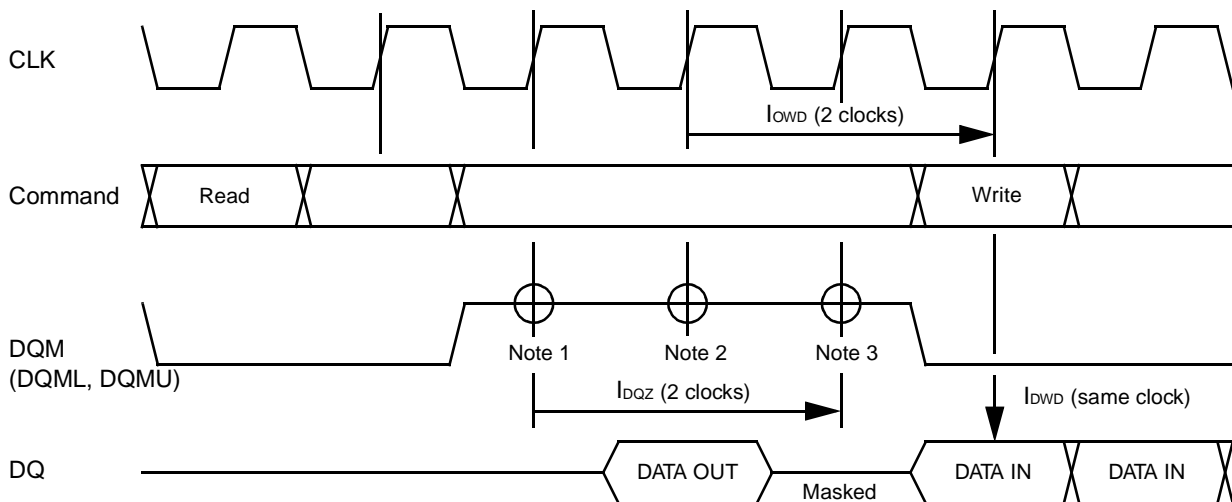 CLK
IOWD (2 clocks)
Command
Read
Write
DQM
(DQML, DQMU)
Note 1
Note 2
Note 3
IDQZ (2 clocks)
IDWD (same clock)
DQ
DATA OUT
Masked
DATA IN
DATA IN